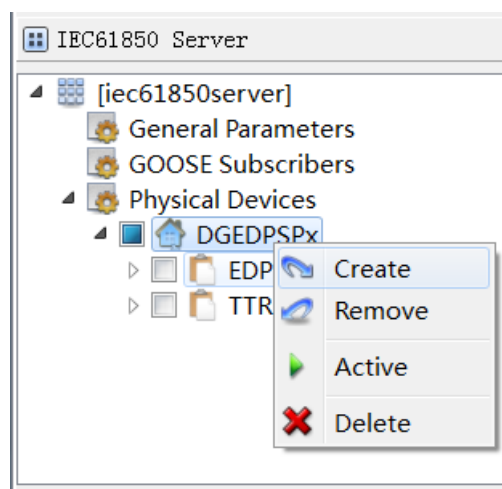 IEC61850 Server
[iec61850server]
General Parameters
GOOSE Subscribers
Physical Devices
DGEDPSPx
EDP
TTR
Create
Remove
Active
Delete